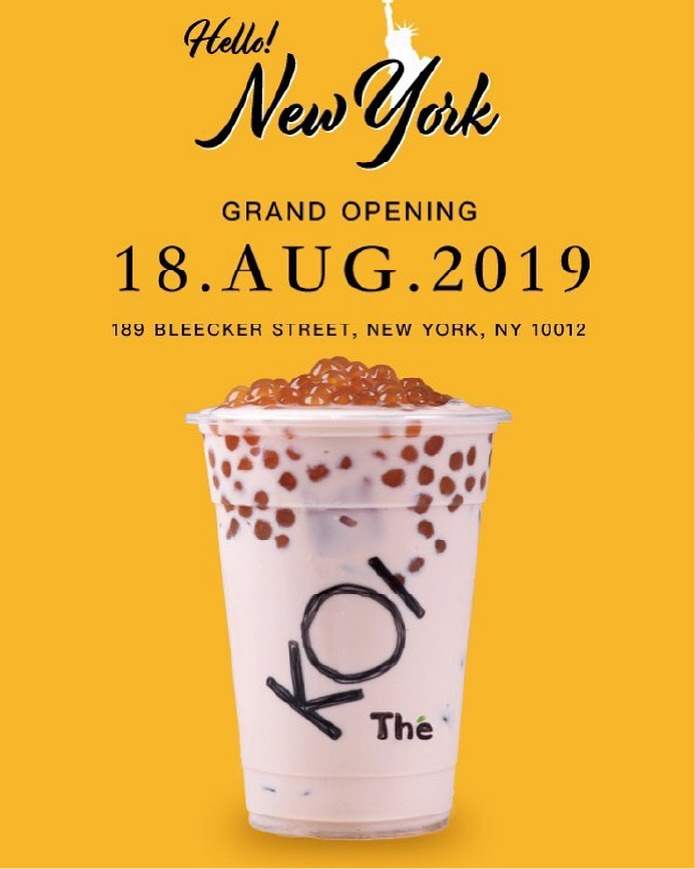 Hello!
New York
GRAND OPENING
18.AUG.2019
189 BLEECKER STREET, NEW YORK, NY 10012
KOI
Thé